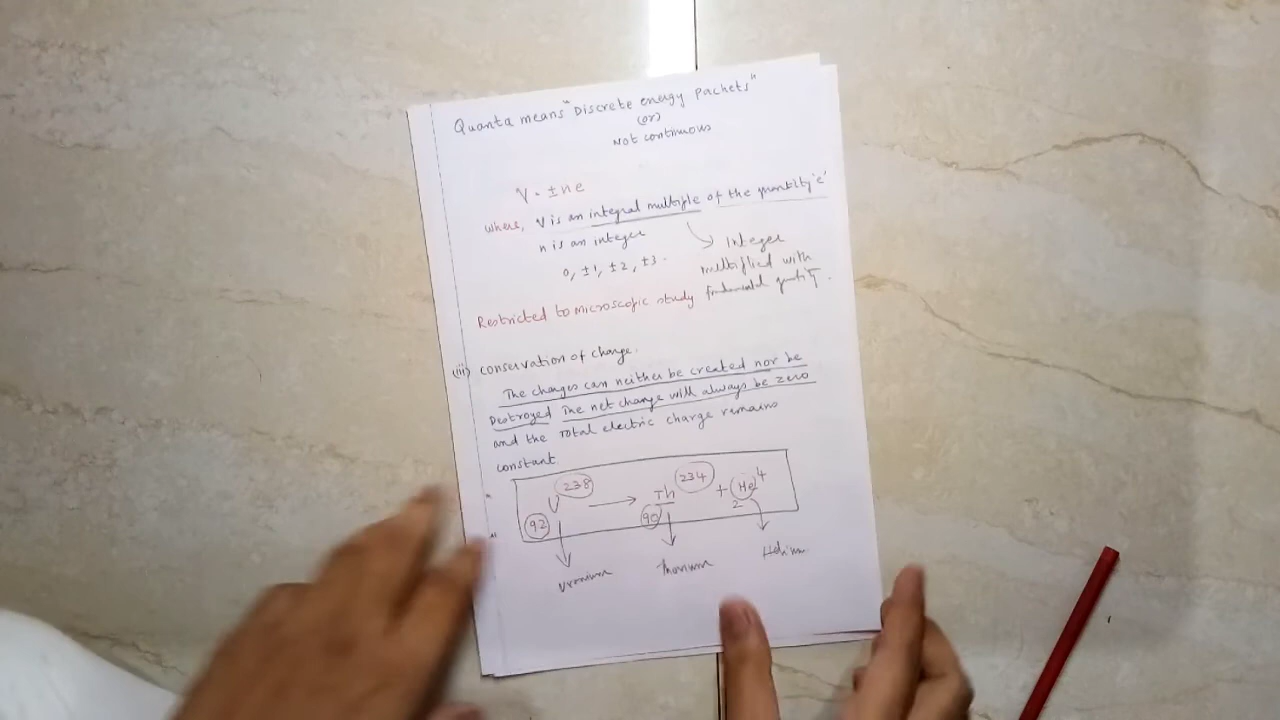 Quanta means "Discrete energy Packets"
(or)
Not continuous
V = ±ne
where, V is an integral multiple of the quantity 'e'
n is an integer
0, ±1, ±2, ±3.
Integer
multiplied with
fundamental quantity.
Restricted to microscopic study
(iii) conservation of charge.
The charges can neither be created nor be
Destroyed The net charge will always be zero
and the Total electric charge remains
constant
92 U 238 → 90 Th 234 + 2 He 4
Uranium
Thorium
Helium